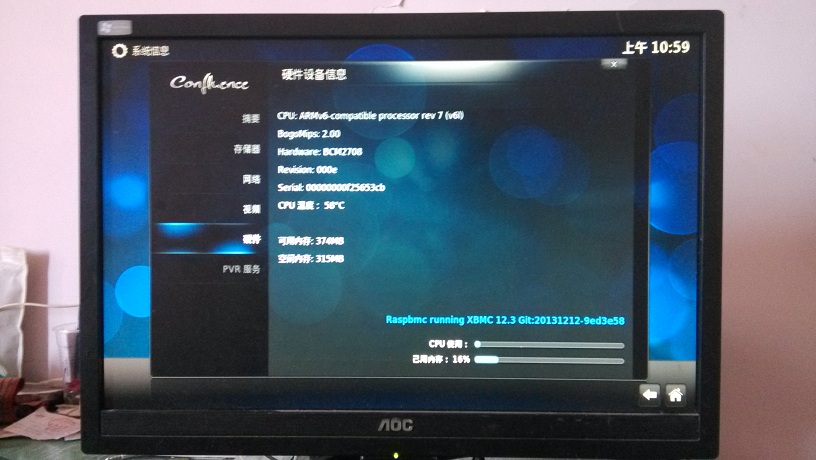 系统信息
上午 10:59
Confluence
硬件设备信息
摘要
存储器
网络
视频
硬件
PVR 服务
CPU: ARMv6-compatible processor rev 7 (v6l)
BogoMips: 2.00
Hardware: BCM2708
Revision: 000e
Serial: 00000000f25653cb
CPU 温度： 58°C
可用内存: 374MB
空闲内存: 315MB
Raspbmc running XBMC 12.3 Git:20131212-9ed3e58
CPU 使用：
已用内存： 16%
AOC